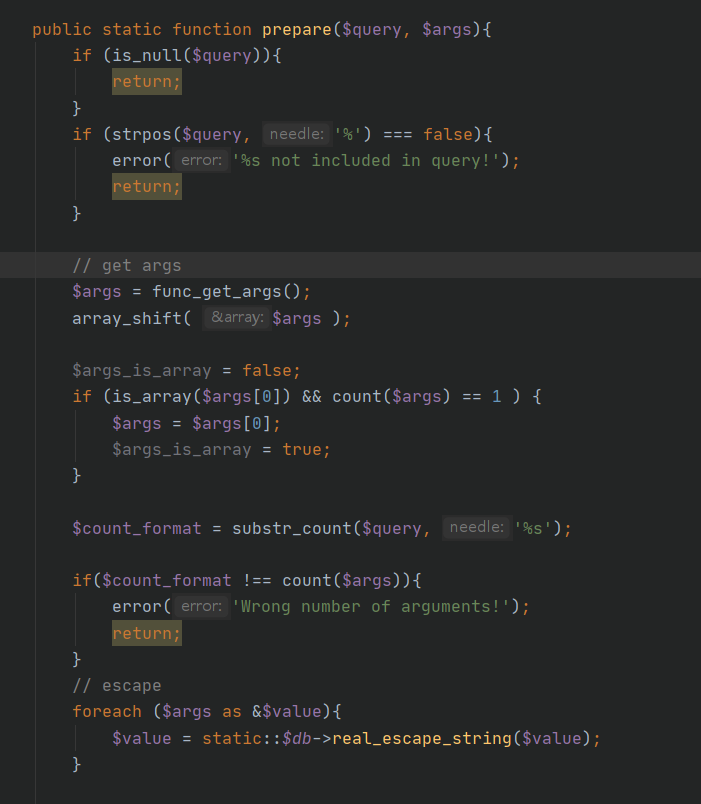 public static function prepare($query, $args){
if (is_null($query)){
return;
}
if (strpos($query, needle: '%') === false){
error( error: '%s not included in query!');
return;
}
// get args
$args = func_get_args();
array_shift( &array: $args );
$args_is_array = false;
if (is_array($args[0]) && count($args) == 1 ) {
$args = $args[0];
$args_is_array = true;
}
$count_format = substr_count($query, needle: '%s');
if($count_format !== count($args)){
error( error: 'Wrong number of arguments!');
return;
}
// escape
foreach ($args as &$value){
$value = static::$db->real_escape_string($value);
}